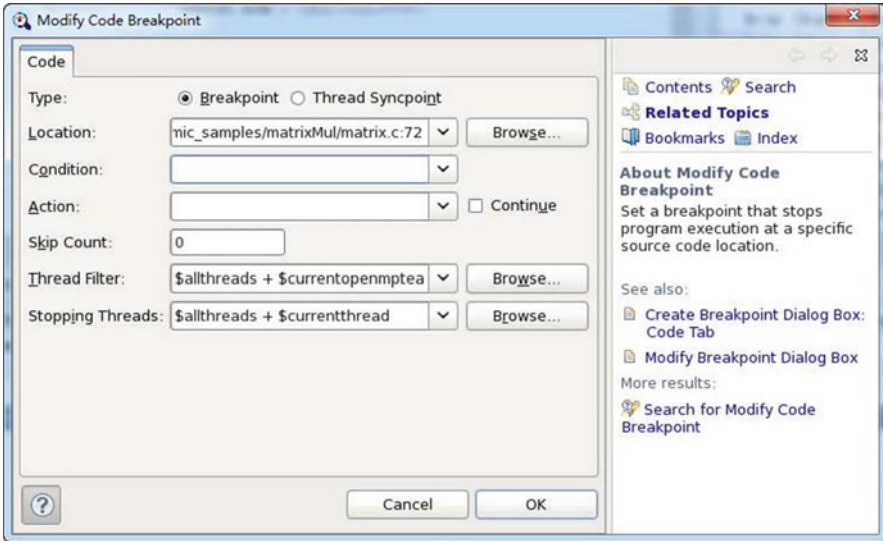 Modify Code Breakpoint
Code
Type: Breakpoint Thread Syncpoint
Location: mic_samples/matrixMul/matrix.c:72 Browse...
Condition:
Action: Continue
Skip Count: 0
Thread Filter: $allthreads + $currentopenmptea Browse...
Stopping Threads: $allthreads + $currentthread Browse...
? Cancel OK
Contents Search
Related Topics
Bookmarks Index
About Modify Code
Breakpoint
Set a breakpoint that stops
program execution at a specific
source code location.
See also:
Create Breakpoint Dialog Box:
Code Tab
Modify Breakpoint Dialog Box
More results:
Search for Modify Code
Breakpoint